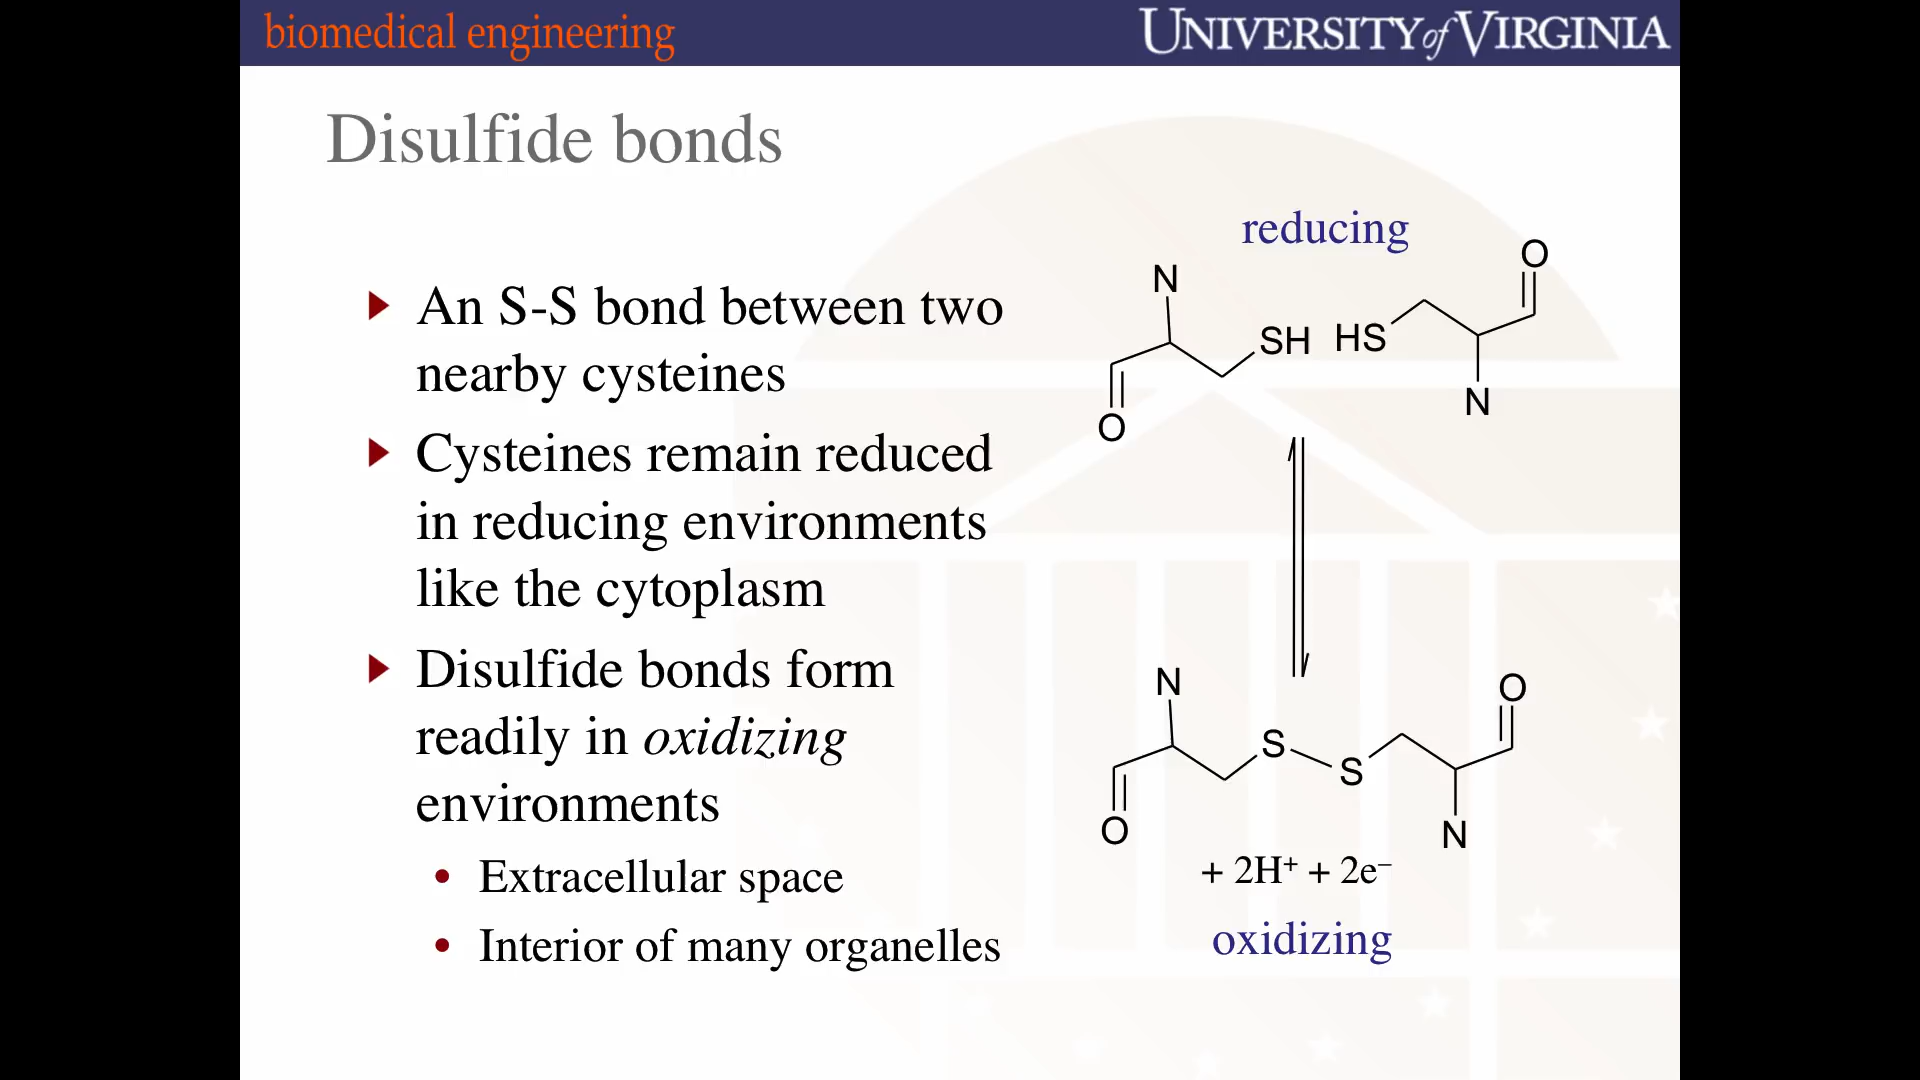 biomedical engineering
UNIVERSITY of VIRGINIA
Disulfide bonds
An S-S bond between two
nearby cysteines
Cysteines remain reduced
in reducing environments
like the cytoplasm
Disulfide bonds form
readily in oxidizing
environments
• Extracellular space
• Interior of many organelles
reducing
N
O
SH HS
N
O
N
O
S
S
O
N
+ 2H⁺ + 2e⁻
oxidizing